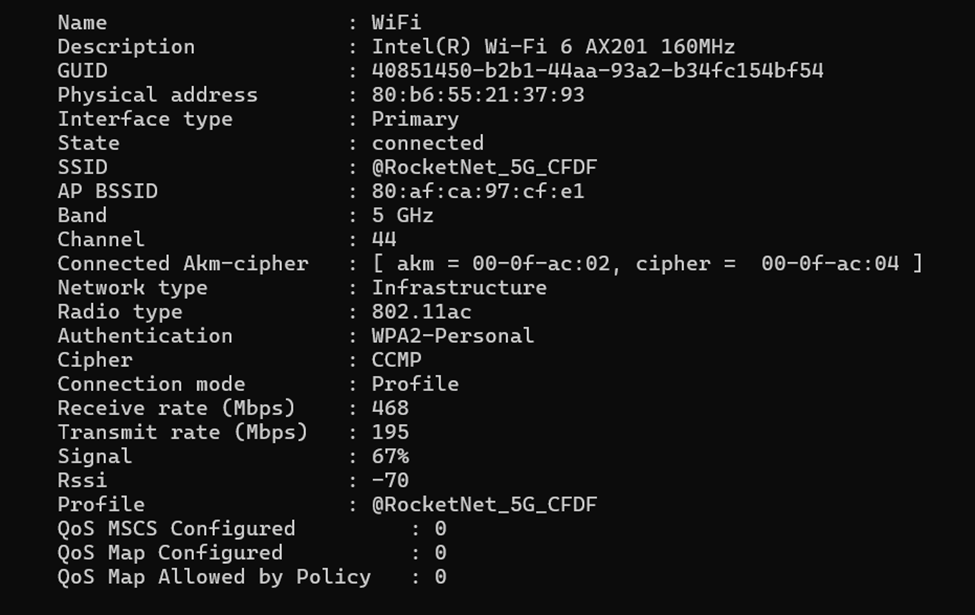 Name : WiFi
Description : Intel(R) Wi-Fi 6 AX201 160MHz
GUID : 40851450-b2b1-44aa-93a2-b34fc154bf54
Physical address : 80:b6:55:21:37:93
Interface type : Primary
State : connected
SSID : @RocketNet_5G_CFDF
AP BSSID : 80:af:ca:97:cf:e1
Band : 5 GHz
Channel : 44
Connected Akm-cipher : [ akm = 00-0f-ac:02, cipher = 00-0f-ac:04 ]
Network type : Infrastructure
Radio type : 802.11ac
Authentication : WPA2-Personal
Cipher : CCMP
Connection mode : Profile
Receive rate (Mbps) : 468
Transmit rate (Mbps) : 195
Signal : 67%
Rssi : -70
Profile : @RocketNet_5G_CFDF
QoS MSCS Configured : 0
QoS Map Configured : 0
QoS Map Allowed by Policy : 0